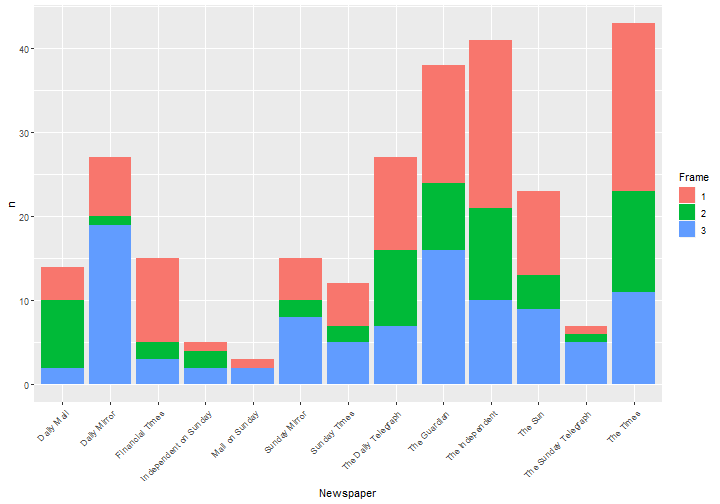 n
40
30
20
10
0
Daily Mail
Daily Mirror
Financial Times
Independent on Sunday
Mail on Sunday
Sunday Mirror
Sunday Times
The Daily Telegraph
The Guardian
The Independent
The Sun
The Sunday Telegraph
The Times
Newspaper
Frame
1
2
3